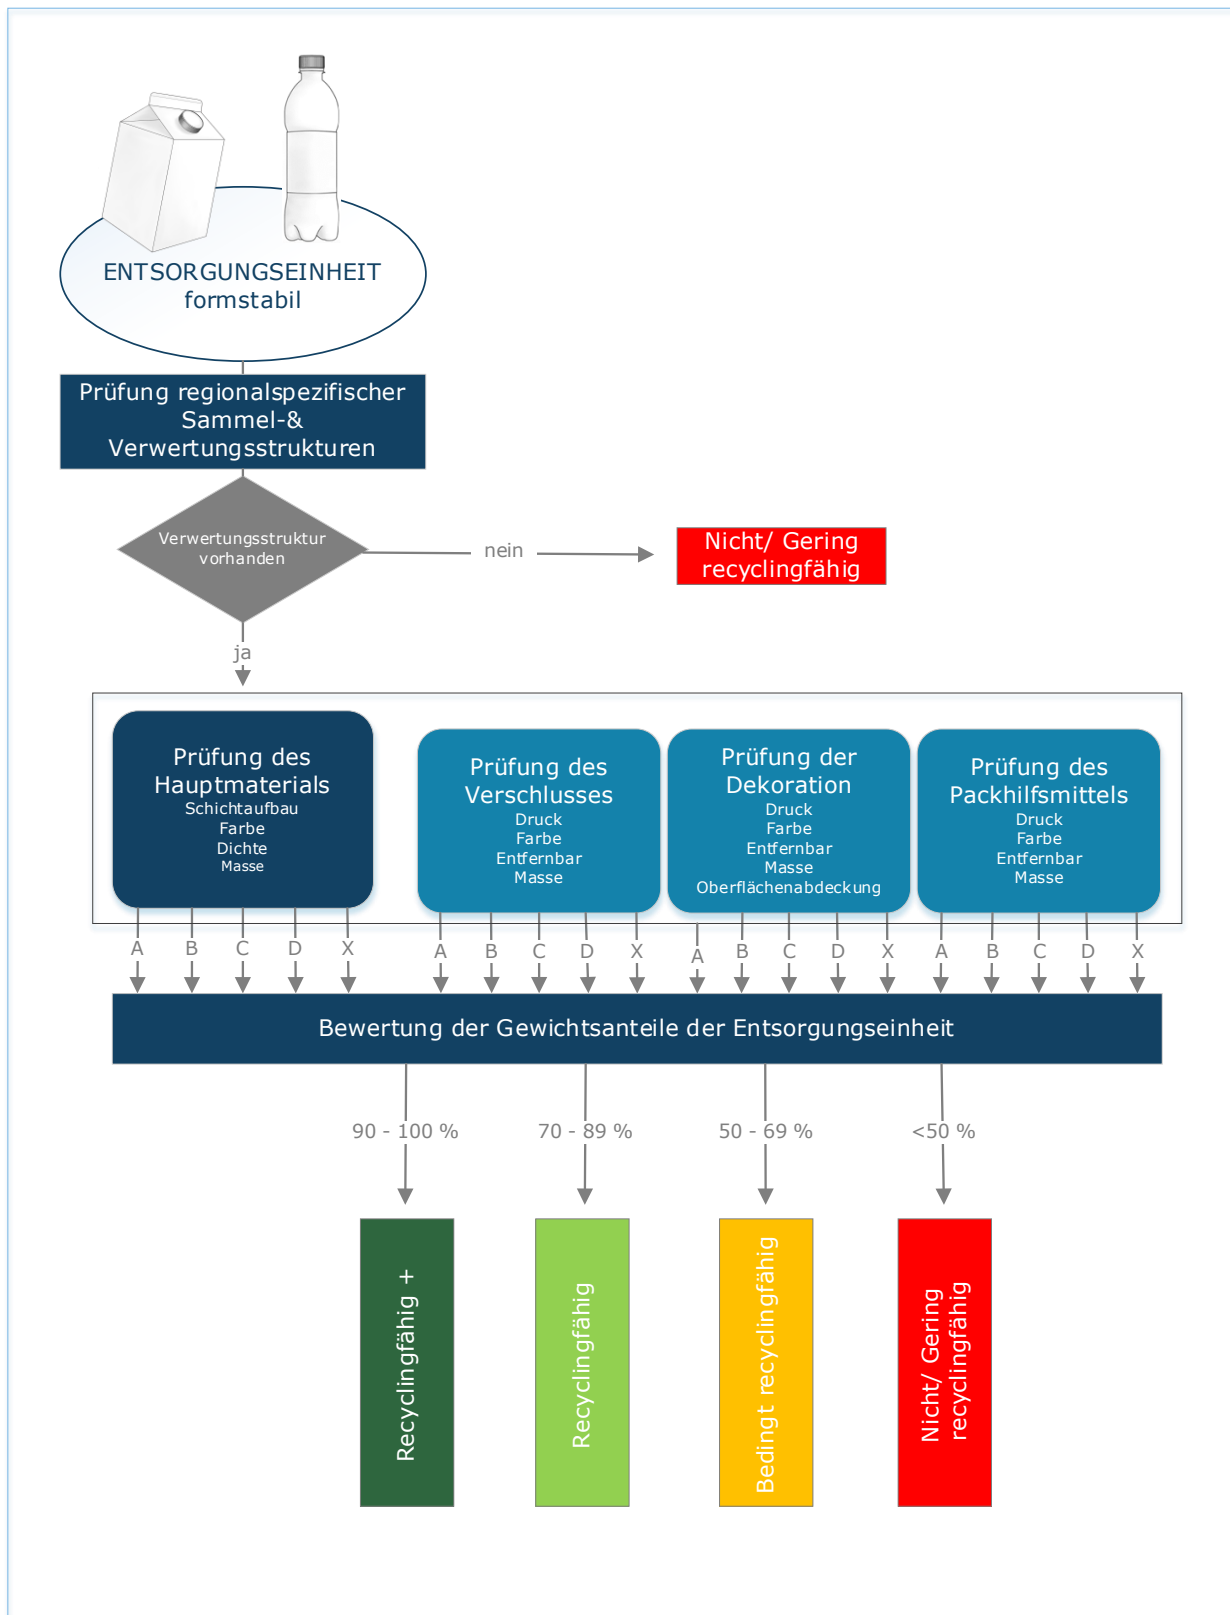 ENTSORGUNGSEINHEIT
formstabil
Prüfung regionalspezifischer
Sammel-&
Verwertungsstrukturen
Verwertungsstruktur
vorhanden
nein
Nicht/ Gering
recyclingfähig
ja
Prüfung des
Hauptmaterials
Schichtaufbau
Farbe
Dichte
Masse
Prüfung des
Verschlusses
Druck
Farbe
Entfernbar
Masse
Prüfung der
Dekoration
Druck
Farbe
Entfernbar
Masse
Oberflächenabdeckung
Prüfung des
Packhilfsmittels
Druck
Farbe
Entfernbar
Masse
A B C D X A B C D X A B C D X A B C D X
Bewertung der Gewichtsanteile der Entsorgungseinheit
90 - 100 % 70 - 89 % 50 - 69 % <50 %
Recyclingfähig +
Recyclingfähig
Bedingt recyclingfähig
Nicht/ Gering
recyclingfähig